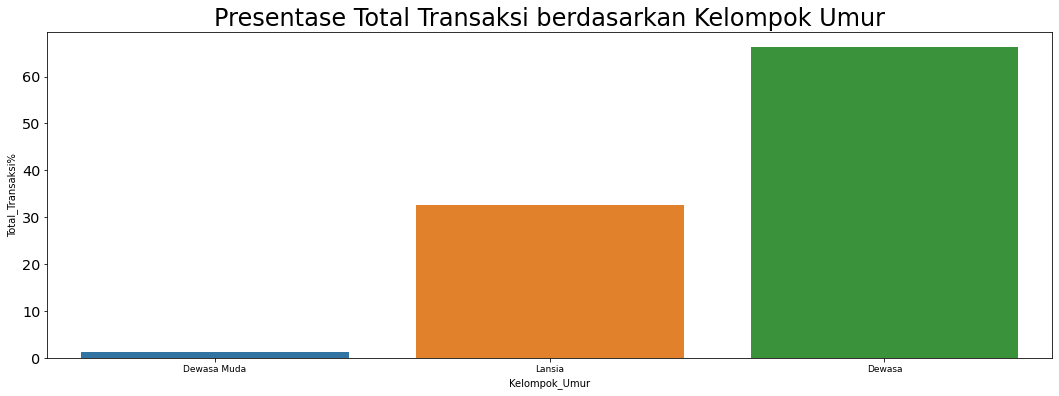 Presentase Total Transaksi berdasarkan Kelompok Umur
Total_Transaksi%
60
50
40
30
20
10
0
Dewasa Muda
Lansia
Dewasa
Kelompok_Umur